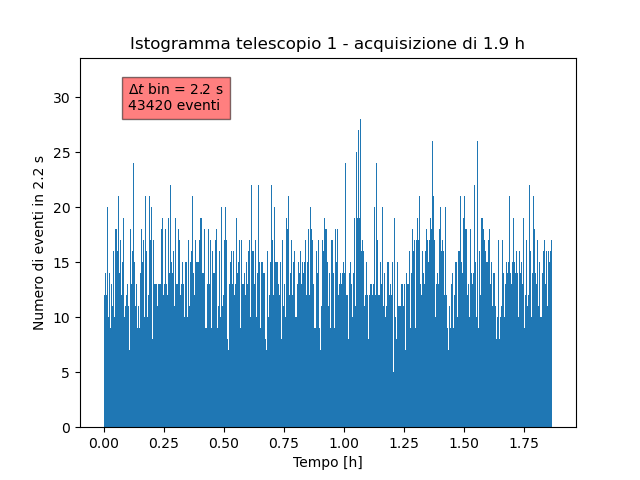 Istogramma telescopio 1 - acquisizione di 1.9 h
Δt bin = 2.2 s
43420 eventi
Numero di eventi in 2.2 s
30
25
20
15
10
5
0
0.00 0.25 0.50 0.75 1.00 1.25 1.50 1.75
Tempo [h]